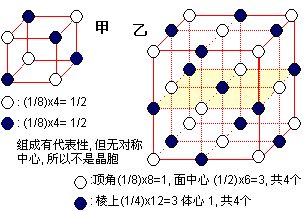 甲 乙
: (1/8)x4= 1/2
: (1/8)x4= 1/2
组成有代表性, 但无对称
中心, 所以不是晶胞
:顶角(1/8)x8=1, 面中心 (1/2)x6=3, 共4个
: 棱上(1/4)x12=3 体心 1, 共4个